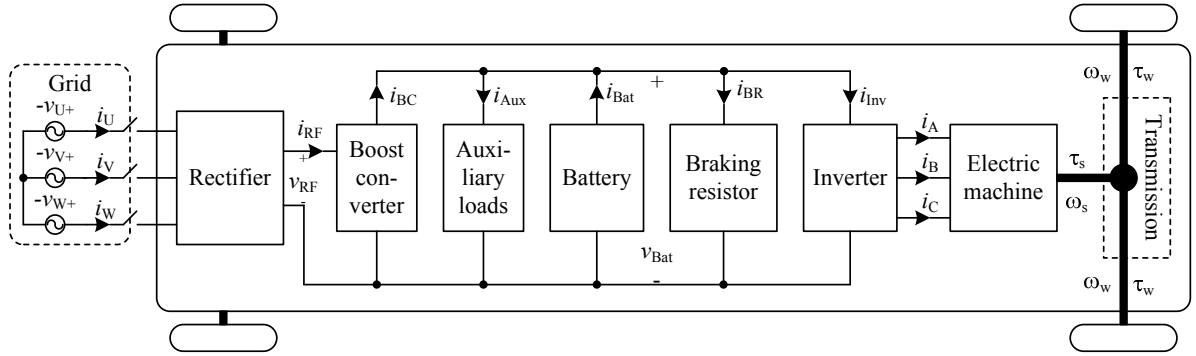 Grid
-vU+
iU
-vV+
iV
-vW+
iW
Rectifier
iRF
+
vRF
-
iBC
Boost
con-
verter
iAux
Auxi-
liary
loads
iBat
Battery
+
vBat
-
iBR
Braking
resistor
iInv
Inverter
iA
iB
iC
Electric
machine
τs
ωs
ωw τw
Transmission
ωw τw